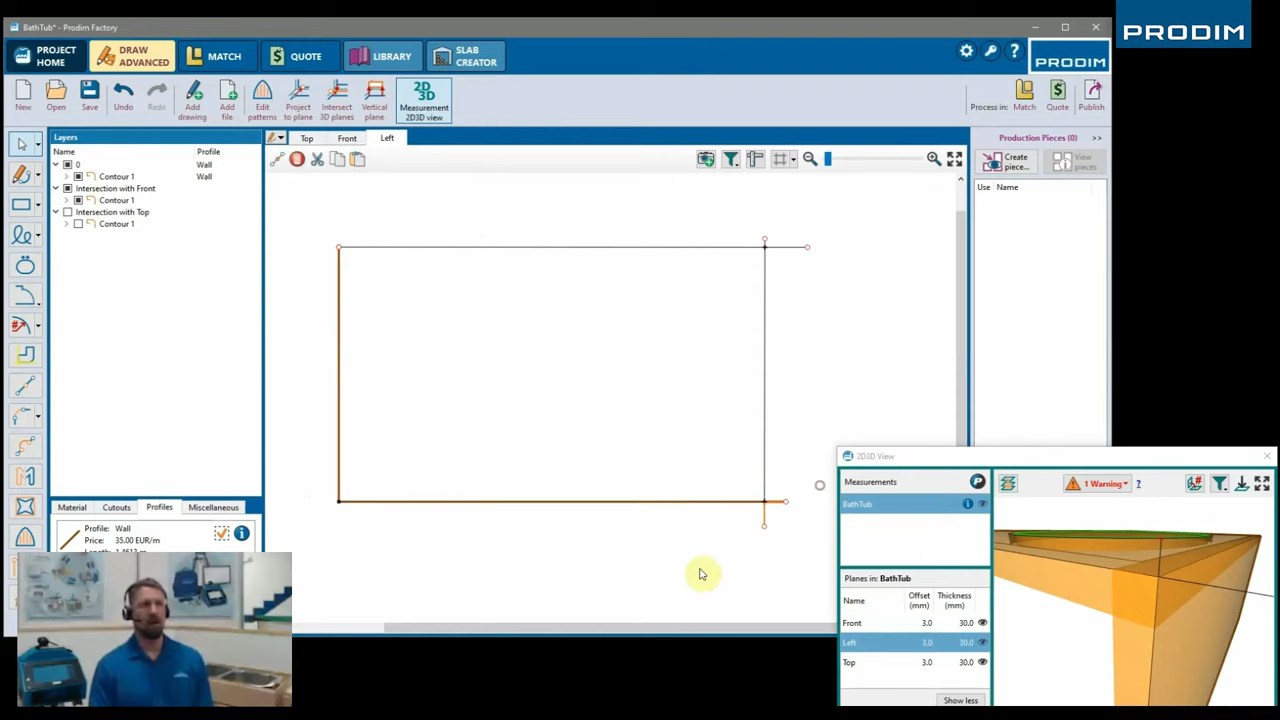 BathTub* - Prodim Factory
PRODIM
PROJECT HOME
DRAW ADVANCED
MATCH
QUOTE
LIBRARY
SLAB CREATOR
PRODIM
New
Open
Save
Undo
Redo
Add drawing
Add file
Edit patterns
Project to plane
Intersect 3D planes
Vertical plane
2D 3D
Measurement 2D3D view
Process in:
Match
Quote
Publish
Layers
Name
Profile
0
Wall
Contour 1
Wall
Intersection with Front
Contour 1
Intersection with Top
Contour 1
Top
Front
Left
Production Pieces (0) >>
Create piece...
View pieces
Use
Name
Material
Cutouts
Profiles
Miscellaneous
Profile: Wall
Price: 35.00 EUR/m
2D3D View
Measurements
BathTub
Planes in: BathTub
Name
Offset (mm)
Thickness (mm)
Front 3.0 30.0
Left 3.0 30.0
Top 3.0 30.0
Show less
1 Warning
?